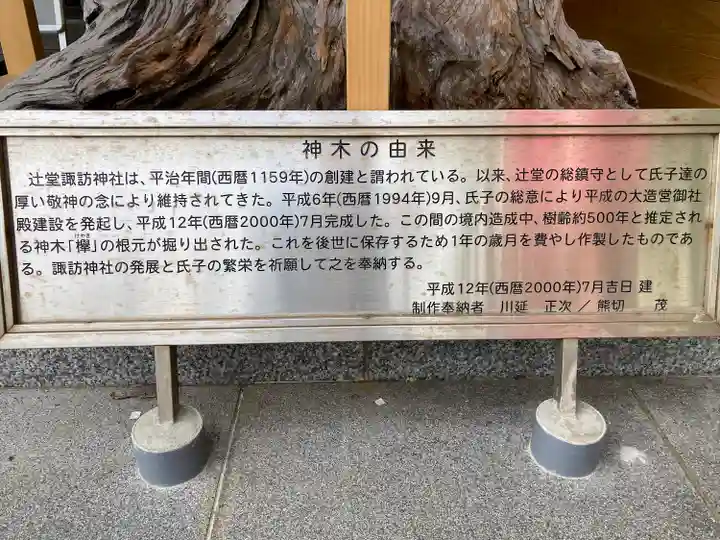 神木の由来
辻堂諏訪神社は、平治年間(西暦1159年)の創建と謂われている。以来、辻堂の総鎮守として氏子達の
厚い敬神の念により維持されてきた。平成6年(西暦1994年)9月、氏子の総意により平成の大造営御社
殿建設を発起し、平成12年(西暦2000年)7月完成した。この間の境内造成中、樹齢約500年と推定され
けやき
る神木「欅」の根元が掘り出された。これを後世に保存するため1年の歳月を費やし作製したものであ
る。諏訪神社の発展と氏子の繁栄を祈願して之を奉納する。
平成12年(西暦2000年)7月吉日 建
制作奉納者 川延 正次 / 熊切 茂